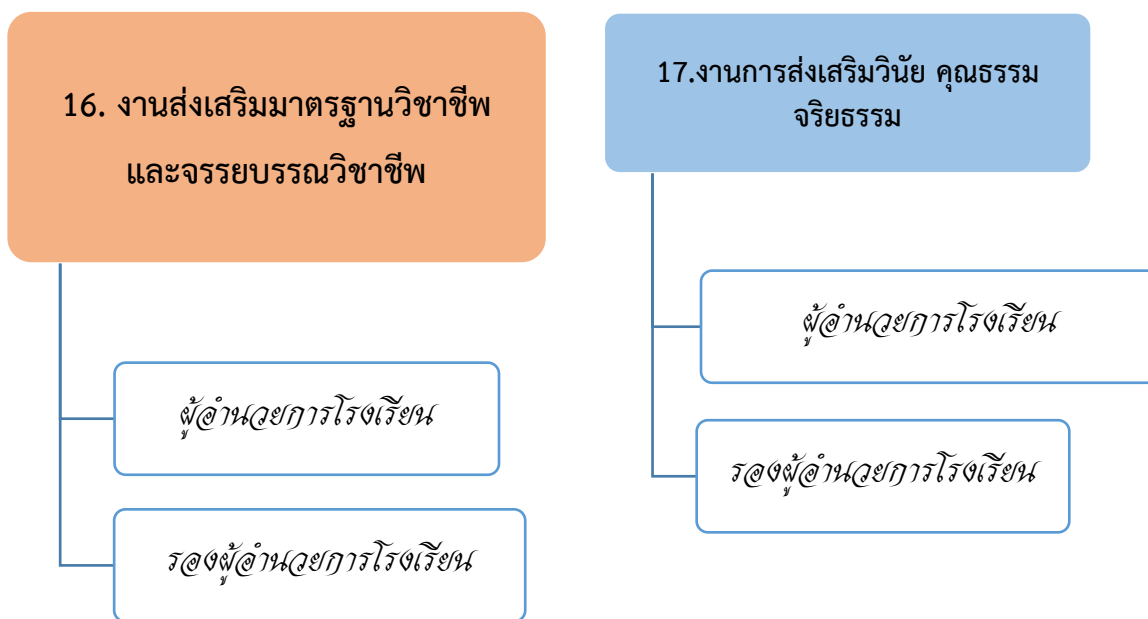 16. งานส่งเสริมมาตรฐานวิชาชีพ
และจรรยบรรณวิชาชีพ
ผู้อำนวยการโรงเรียน
รองผู้อำนวยการโรงเรียน
17.งานการส่งเสริมวินัย คุณธรรม
จริยธรรม
ผู้อำนวยการโรงเรียน
รองผู้อำนวยการโรงเรียน